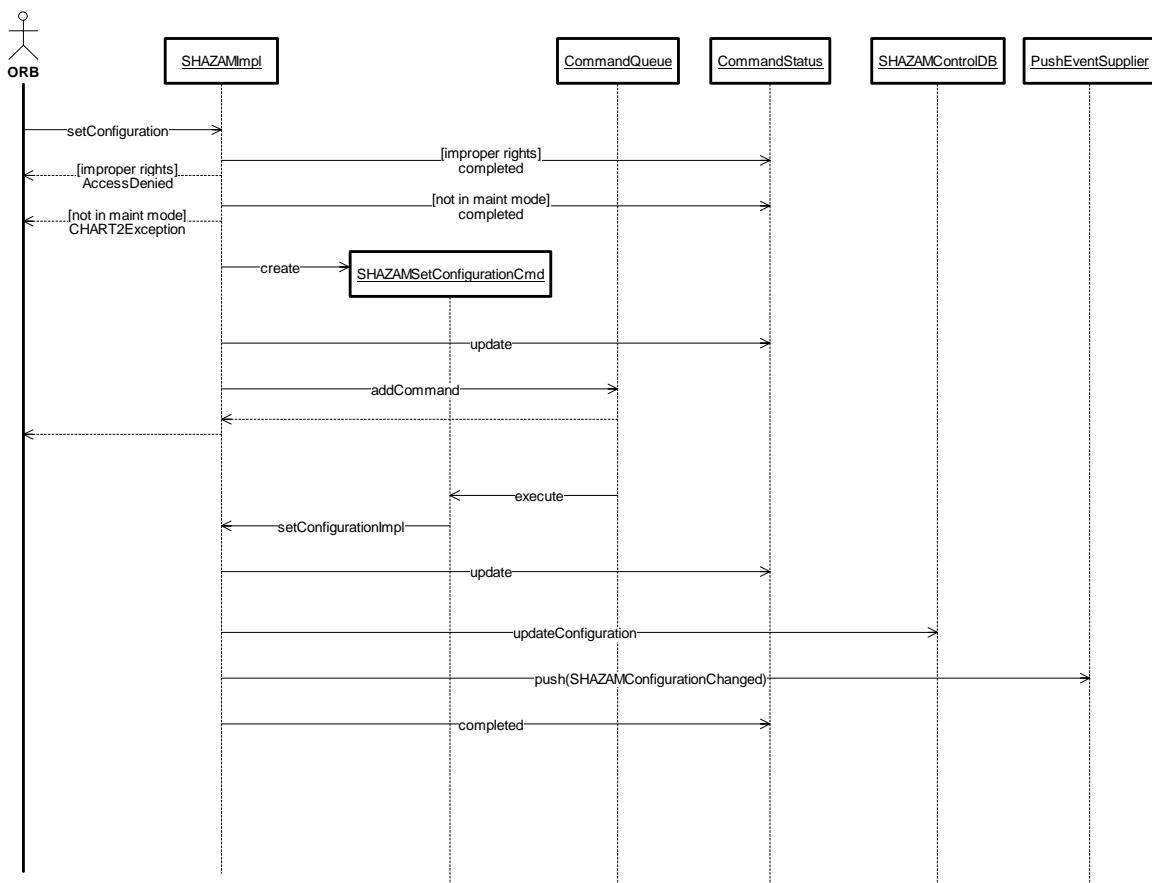 ORB
SHAZAMImpl
CommandQueue
CommandStatus
SHAZAMControlDB
PushEventSupplier
setConfiguration
[improper rights]
completed
[improper rights]
AccessDenied
[not in maint mode]
completed
[not in maint mode]
CHART2Exception
create
SHAZAMSetConfigurationCmd
update
addCommand
execute
setConfigurationImpl
update
updateConfiguration
push(SHAZAMConfigurationChanged)
completed